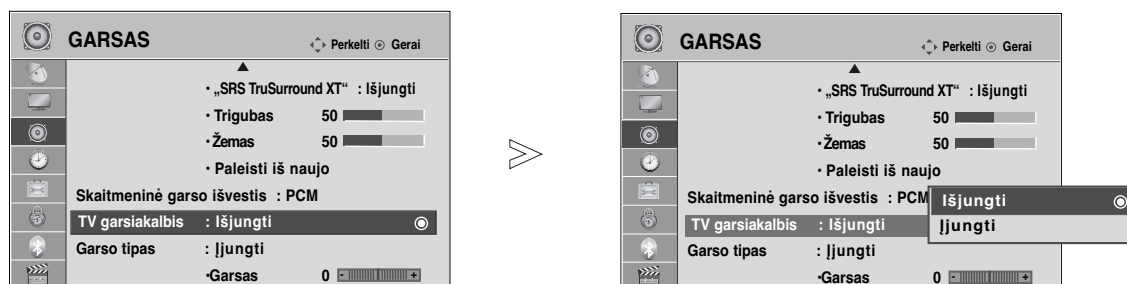 GARSAS
Perkelti Gerai
• „SRS TruSurround XT“ : Išjungti
• Trigubas 50
• Žemas 50
• Paleisti iš naujo
Skaitmeninė garso išvestis : PCM
TV garsiakalbis : Išjungti
Garso tipas : Įjungti
•Garsas 0 - +
GARSAS
Perkelti Gerai
• „SRS TruSurround XT“ : Išjungti
• Trigubas 50
• Žemas 50
• Paleisti iš naujo
Skaitmeninė garso išvestis : PCM
Išjungti
Įjungti
TV garsiakalbis : Išjungti
Garso tipas : Įjungti
•Garsas 0 - +